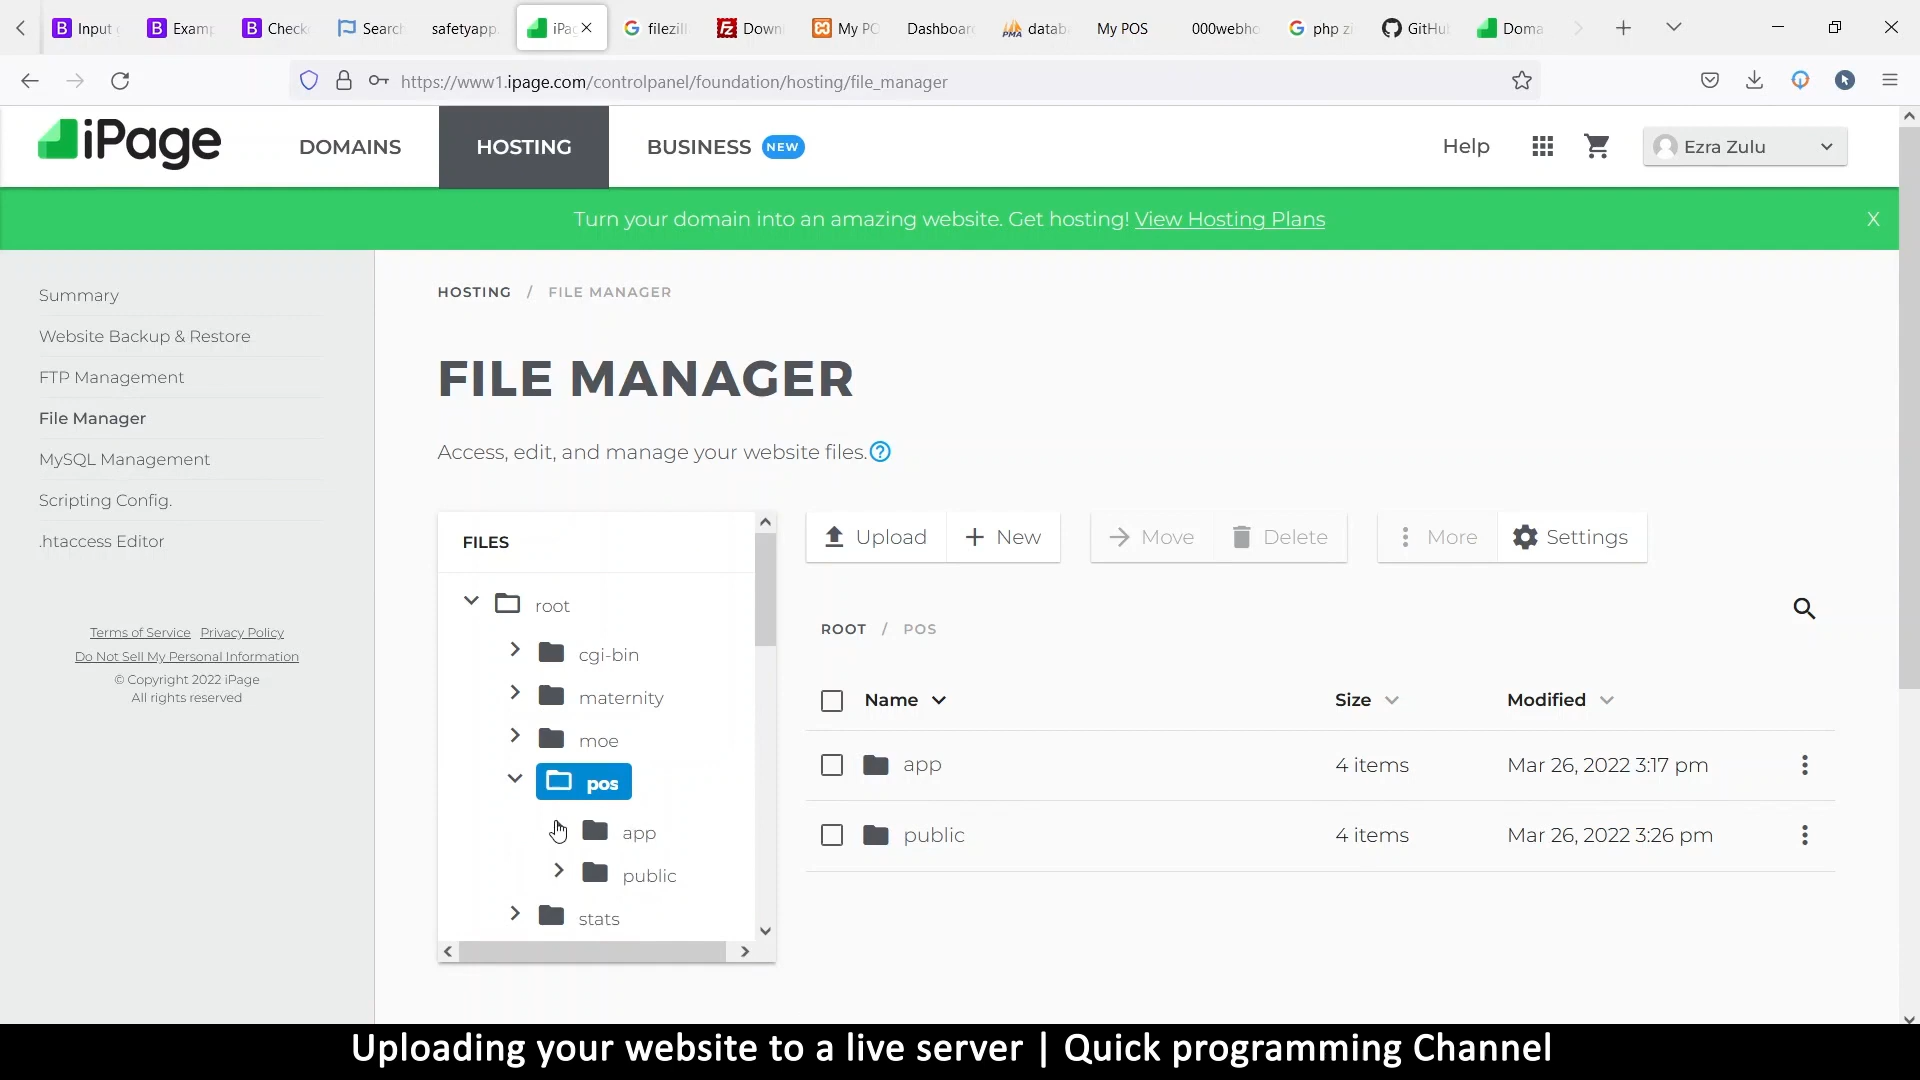 Input
Examp
Check
Search
safetyapp.
iPag
filezill
Down
My PO
Dashboar
datab
My POS
000webho
php zi
GitHu
Doma
https://www1.ipage.com/controlpanel/foundation/hosting/file_manager
iPage
DOMAINS
HOSTING
BUSINESS NEW
Help
Ezra Zulu
Turn your domain into an amazing website. Get hosting! View Hosting Plans
X
Summary
Website Backup & Restore
FTP Management
File Manager
MySQL Management
Scripting Config.
.htaccess Editor
Terms of Service Privacy Policy
Do Not Sell My Personal Information
© Copyright 2022 iPage
All rights reserved
HOSTING / FILE MANAGER
FILE MANAGER
Access, edit, and manage your website files.
FILES
root
cgi-bin
maternity
moe
pos
app
public
stats
Upload
New
Move
Delete
More
Settings
ROOT / POS
Name Size Modified
app 4 items Mar 26, 2022 3:17 pm
public 4 items Mar 26, 2022 3:26 pm
Uploading your website to a live server | Quick programming Channel